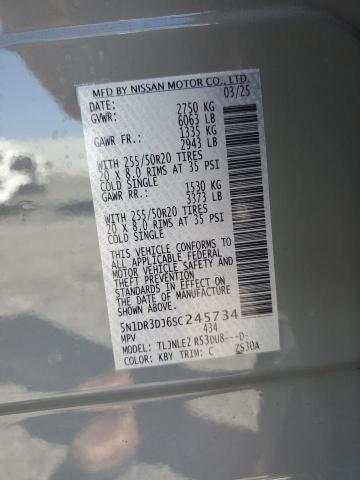 MFD BY NISSAN MOTOR CO., LTD.
DATE: 03/25
GVWR: 2750 KG
6063 LB
GAWR FR.: 1335 KG
2943 LB
WITH 255/50R20 TIRES
20 X 8.0 RIMS AT 35 PSI
COLD SINGLE
GAWR RR.: 1530 KG
3373 LB
WITH 255/50R20 TIRES
20 X 8.0 RIMS AT 35 PSI
COLD SINGLE
THIS VEHICLE CONFORMS TO
ALL APPLICABLE FEDERAL
MOTOR VEHICLE SAFETY AND
THEFT PREVENTION
STANDARDS IN EFFECT ON
THE DATE OF MANUFACTURE
SHOWN ABOVE.
5N1DR3DJ6SC245734
MPV 434
MODEL: TLJNLE2 R53DU8---D-
COLOR: KBY TRIM: C ZS30A